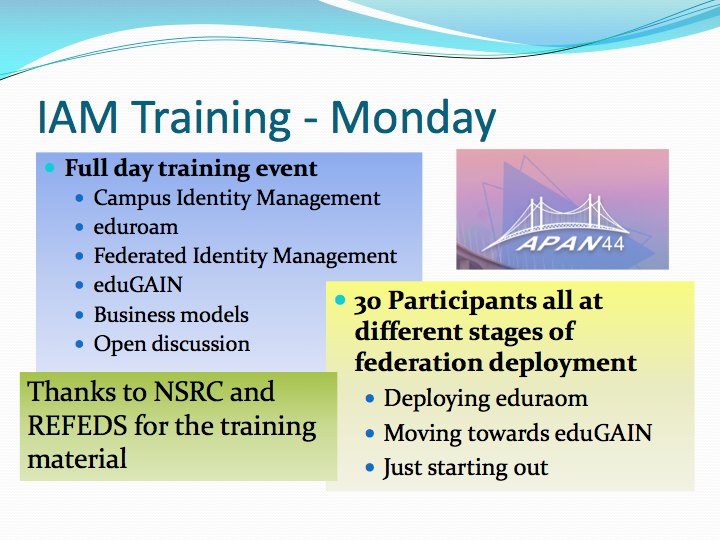 IAM Training - Monday
Full day training event
Campus Identity Management
eduroam
Federated Identity Management
eduGAIN
Business models
Open discussion
APAN44
30 Participants all at
different stages of
federation deployment
Deploying eduraom
Moving towards eduGAIN
Just starting out
Thanks to NSRC and
REFEDS for the training
material